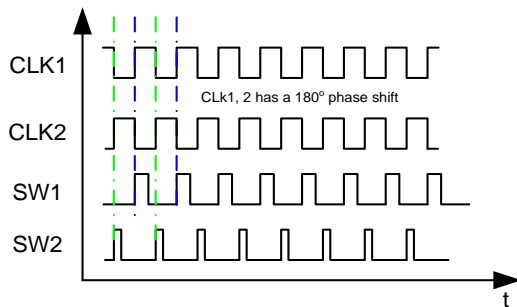 CLK1
CLk1, 2 has a 180° phase shift
CLK2
SW1
SW2
t